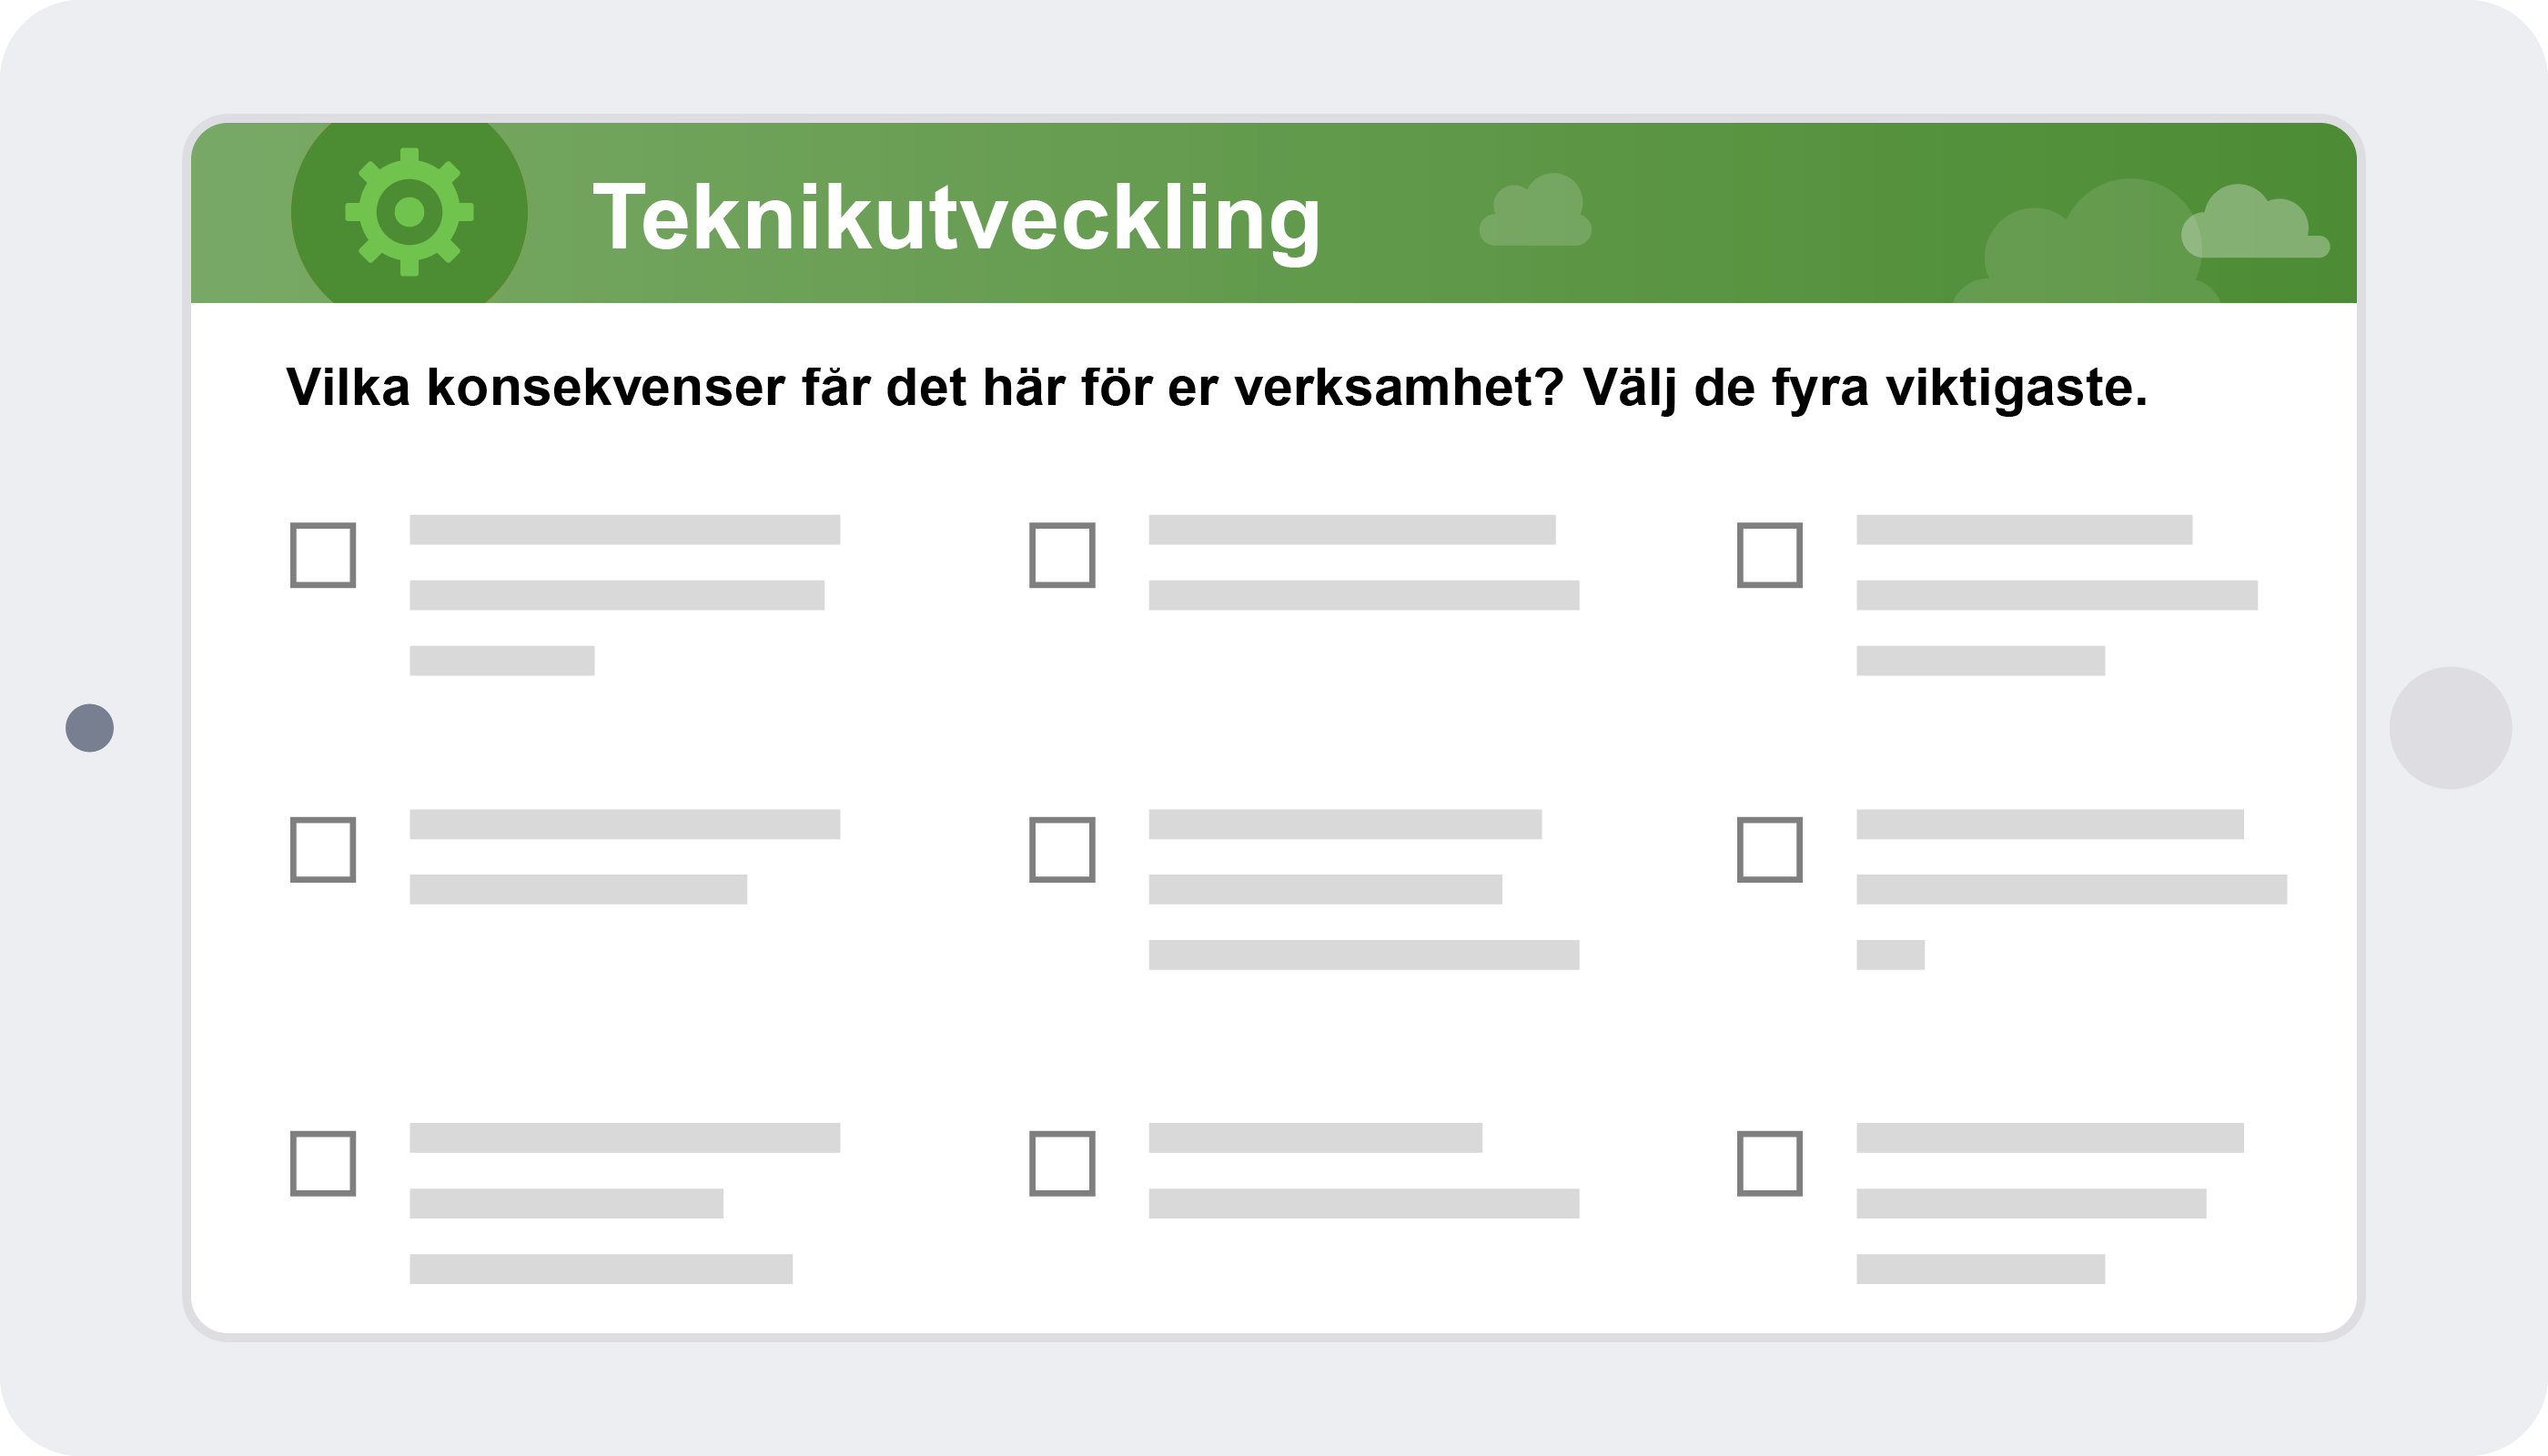 Teknikutveckling
Vilka konsekvenser får det här för er verksamhet? Välj de fyra viktigaste.